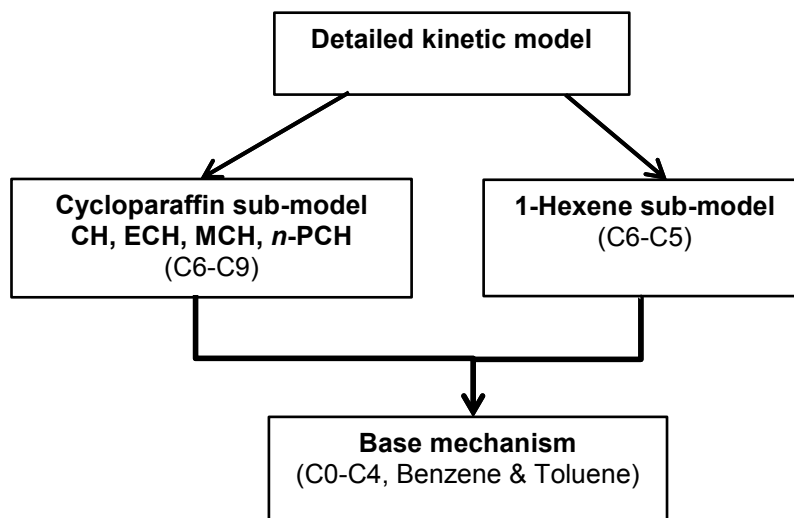 Detailed kinetic model
Cycloparaffin sub-model
CH, ECH, MCH, n-PCH
(C6-C9)
1-Hexene sub-model
(C6-C5)
Base mechanism
(C0-C4, Benzene & Toluene)